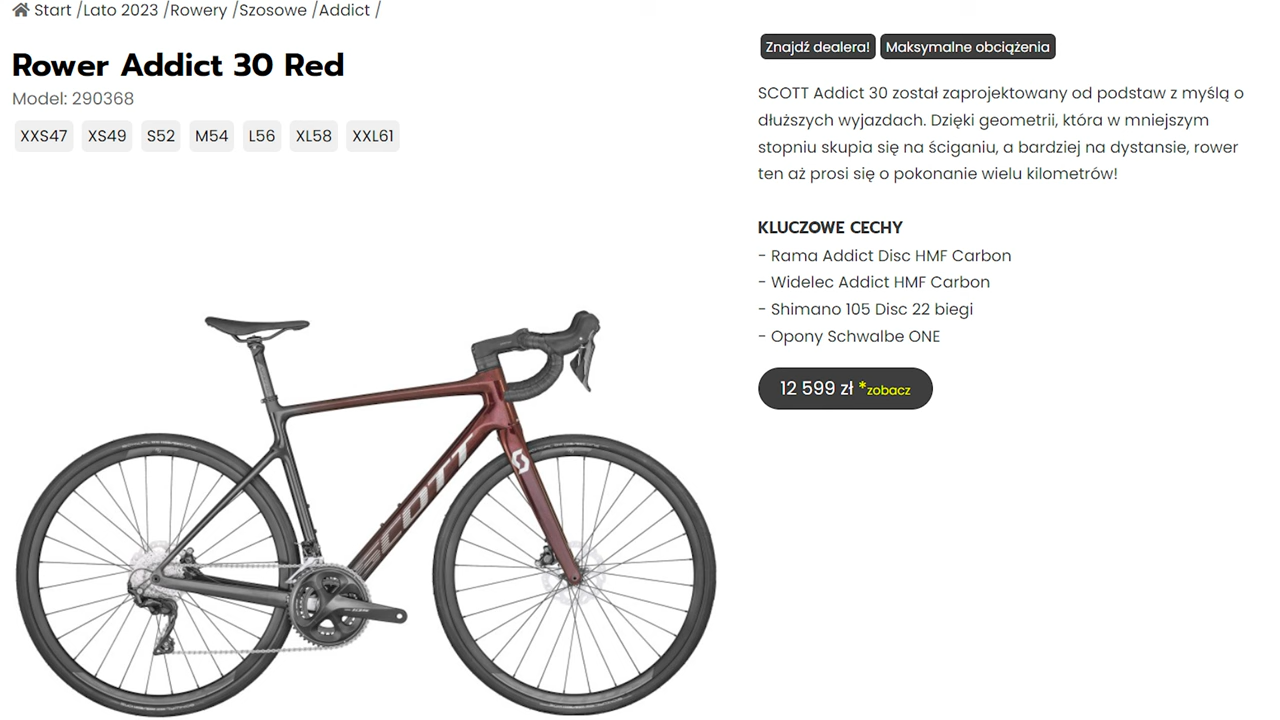 Start /Lato 2023 /Rowery /Szosowe /Addict /
Rower Addict 30 Red
Model: 290368
XXS47 XS49 S52 M54 L56 XL58 XXL61
Znajdź dealera! Maksymalne obciążenia
SCOTT Addict 30 został zaprojektowany od podstaw z myślą o
dłuższych wyjazdach. Dzięki geometrii, która w mniejszym
stopniu skupia się na ściganiu, a bardziej na dystansie, rower
ten aż prosi się o pokonanie wielu kilometrów!
KLUCZOWE CECHY
- Rama Addict Disc HMF Carbon
- Widelec Addict HMF Carbon
- Shimano 105 Disc 22 biegi
- Opony Schwalbe ONE
12 599 zł *zobacz
SCOTT